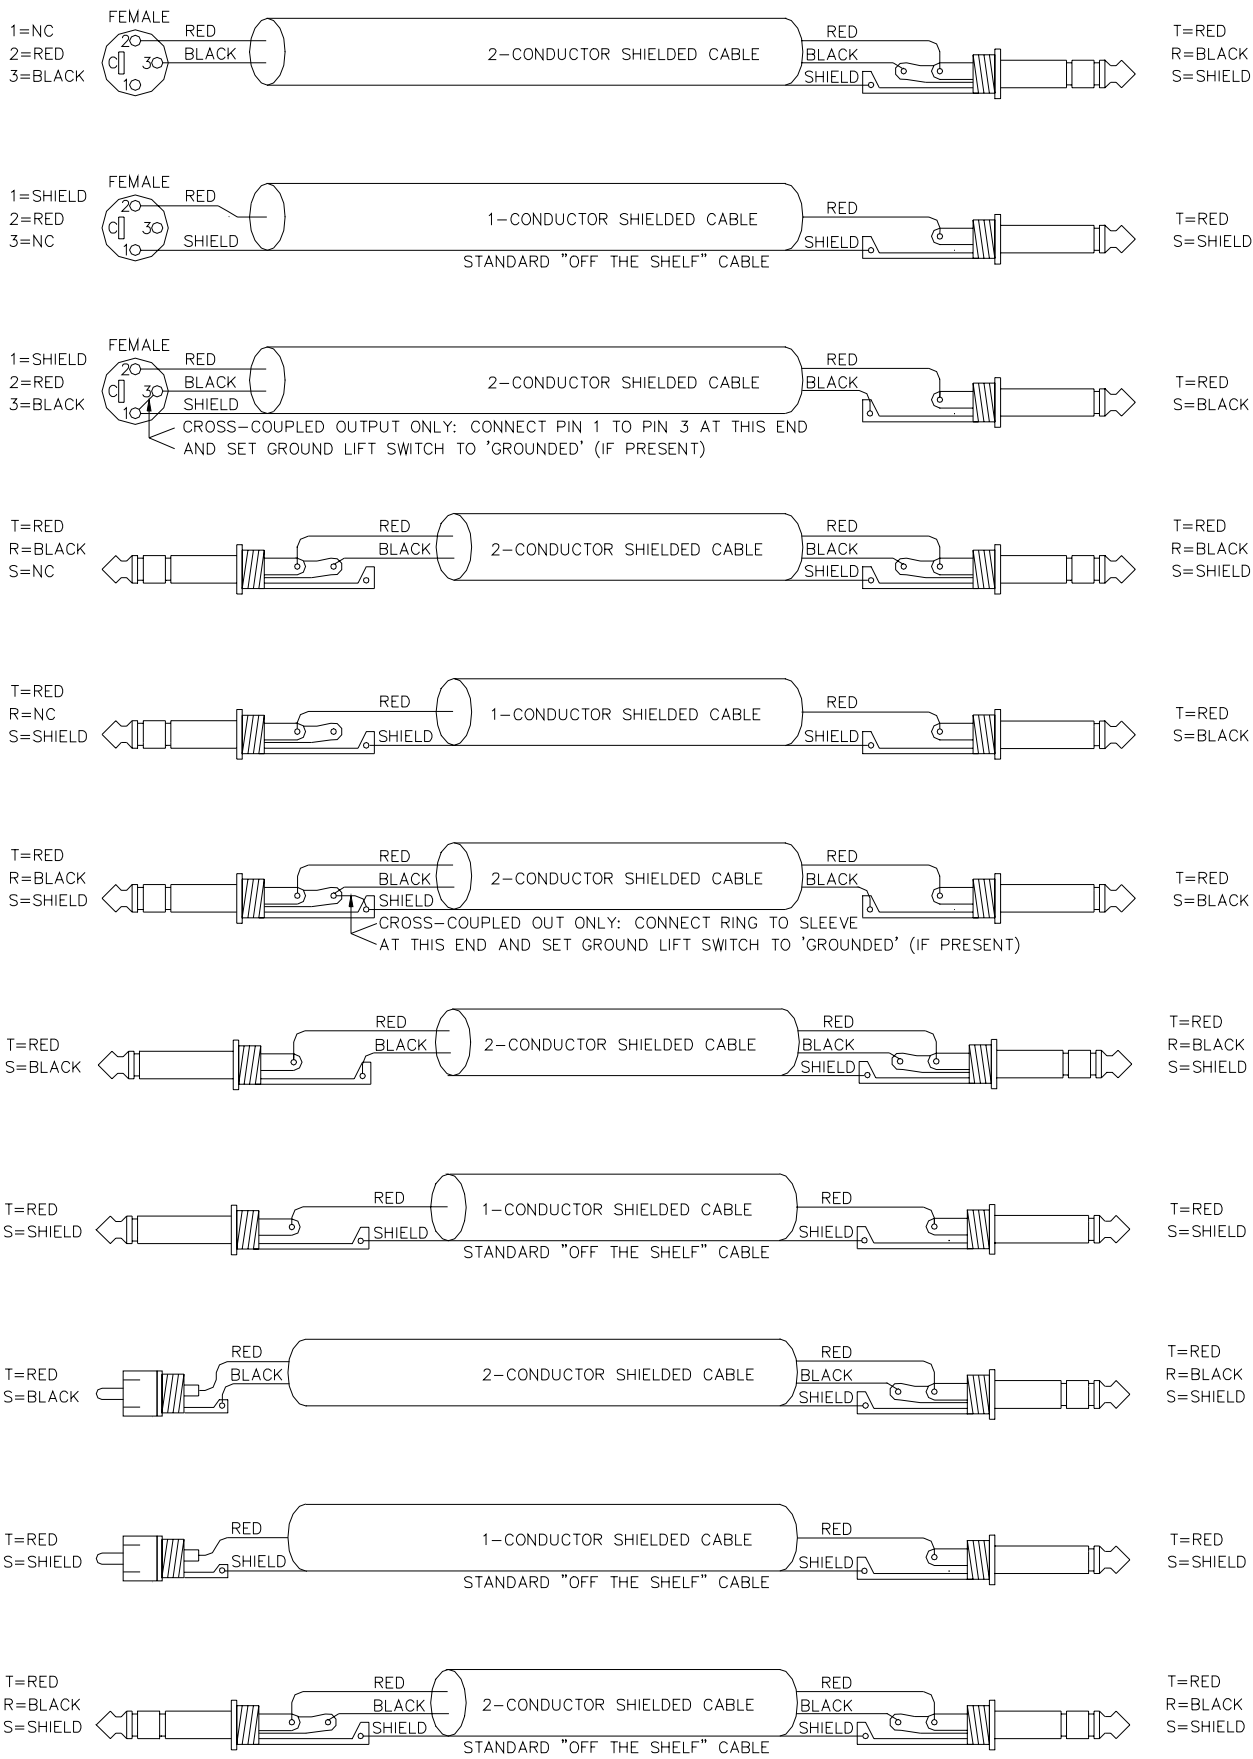 FEMALE
1=NC
2=RED
3=BLACK
2
C
3
1
RED
BLACK
2-CONDUCTOR SHIELDED CABLE
RED
BLACK
SHIELD
T=RED
R=BLACK
S=SHIELD
FEMALE
1=SHIELD
2=RED
3=NC
2
C
3
1
RED
SHIELD
1-CONDUCTOR SHIELDED CABLE
STANDARD "OFF THE SHELF" CABLE
RED
SHIELD
T=RED
S=SHIELD
FEMALE
1=SHIELD
2=RED
3=BLACK
2
C
3
1
RED
BLACK
SHIELD
2-CONDUCTOR SHIELDED CABLE
RED
BLACK
T=RED
S=BLACK
CROSS-COUPLED OUTPUT ONLY: CONNECT PIN 1 TO PIN 3 AT THIS END
AND SET GROUND LIFT SWITCH TO 'GROUNDED' (IF PRESENT)
T=RED
R=BLACK
S=NC
RED
BLACK
2-CONDUCTOR SHIELDED CABLE
RED
BLACK
SHIELD
T=RED
R=BLACK
S=SHIELD
T=RED
R=NC
S=SHIELD
RED
SHIELD
1-CONDUCTOR SHIELDED CABLE
RED
SHIELD
T=RED
S=BLACK
T=RED
R=BLACK
S=SHIELD
RED
BLACK
SHIELD
2-CONDUCTOR SHIELDED CABLE
RED
BLACK
T=RED
S=BLACK
CROSS-COUPLED OUT ONLY: CONNECT RING TO SLEEVE
AT THIS END AND SET GROUND LIFT SWITCH TO 'GROUNDED' (IF PRESENT)
T=RED
S=BLACK
RED
BLACK
2-CONDUCTOR SHIELDED CABLE
RED
BLACK
SHIELD
T=RED
R=BLACK
S=SHIELD
T=RED
S=SHIELD
RED
SHIELD
1-CONDUCTOR SHIELDED CABLE
STANDARD "OFF THE SHELF" CABLE
RED
SHIELD
T=RED
S=SHIELD
T=RED
S=BLACK
RED
BLACK
2-CONDUCTOR SHIELDED CABLE
RED
BLACK
SHIELD
T=RED
R=BLACK
S=SHIELD
T=RED
S=SHIELD
RED
SHIELD
1-CONDUCTOR SHIELDED CABLE
STANDARD "OFF THE SHELF" CABLE
RED
SHIELD
T=RED
S=SHIELD
T=RED
R=BLACK
S=SHIELD
RED
BLACK
SHIELD
2-CONDUCTOR SHIELDED CABLE
STANDARD "OFF THE SHELF" CABLE
RED
BLACK
SHIELD
T=RED
R=BLACK
S=SHIELD